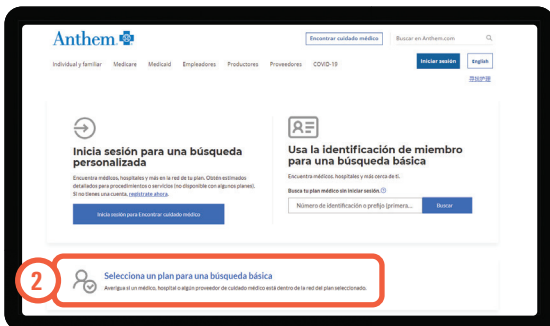 Anthem
Encontrar cuidado médico
Buscar en Anthem.com
Individual y familiar Medicare Medicaid Empleadores Productores Proveedores COVID-19
Iniciar sesión
English
Inicia sesión para una búsqueda
personalizada
Encuentra médicos, hospitales y más en la red de tu plan. Obtén estimados
detallados para procedimientos o servicios (no disponible con algunos planes).
Si no tienes una cuenta, regístrate ahora.
Inicia sesión para Encontrar cuidado médico
Usa la identificación de miembro
para una búsqueda básica
Encuentra médicos, hospitales y más cerca de ti.
Busca tu plan médico sin iniciar sesión.
Número de identificación o prefijo (primera...
Buscar
2
Selecciona un plan para una búsqueda básica
Averigua si un médico, hospital o algún proveedor de cuidado médico está dentro de la red del plan seleccionado.